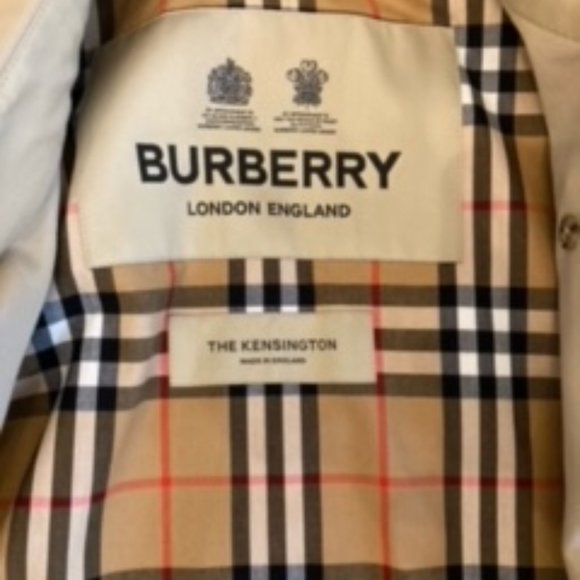 BURBERRY
LONDON ENGLAND
THE KENSINGTON
MADE IN ENGLAND